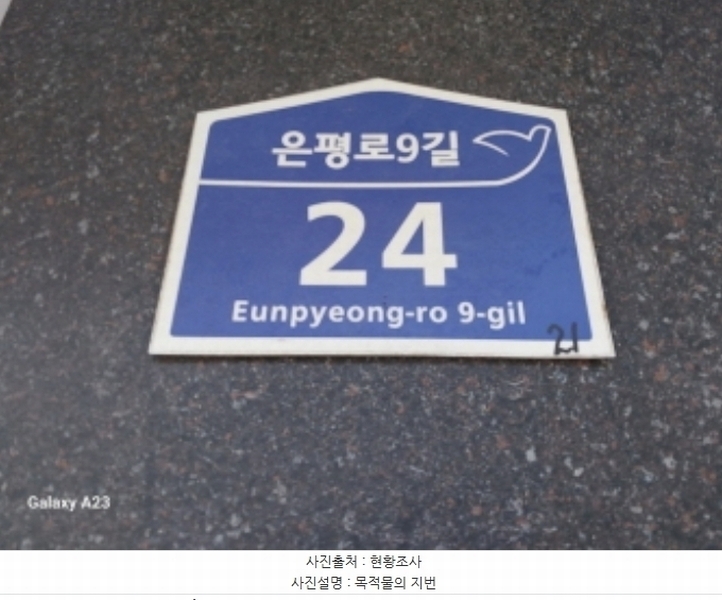 은평로9길
24
Eunpyeong-ro 9-gil
21
Galaxy A23
사진출처 : 현황조사
사진설명 : 목적물의 지번